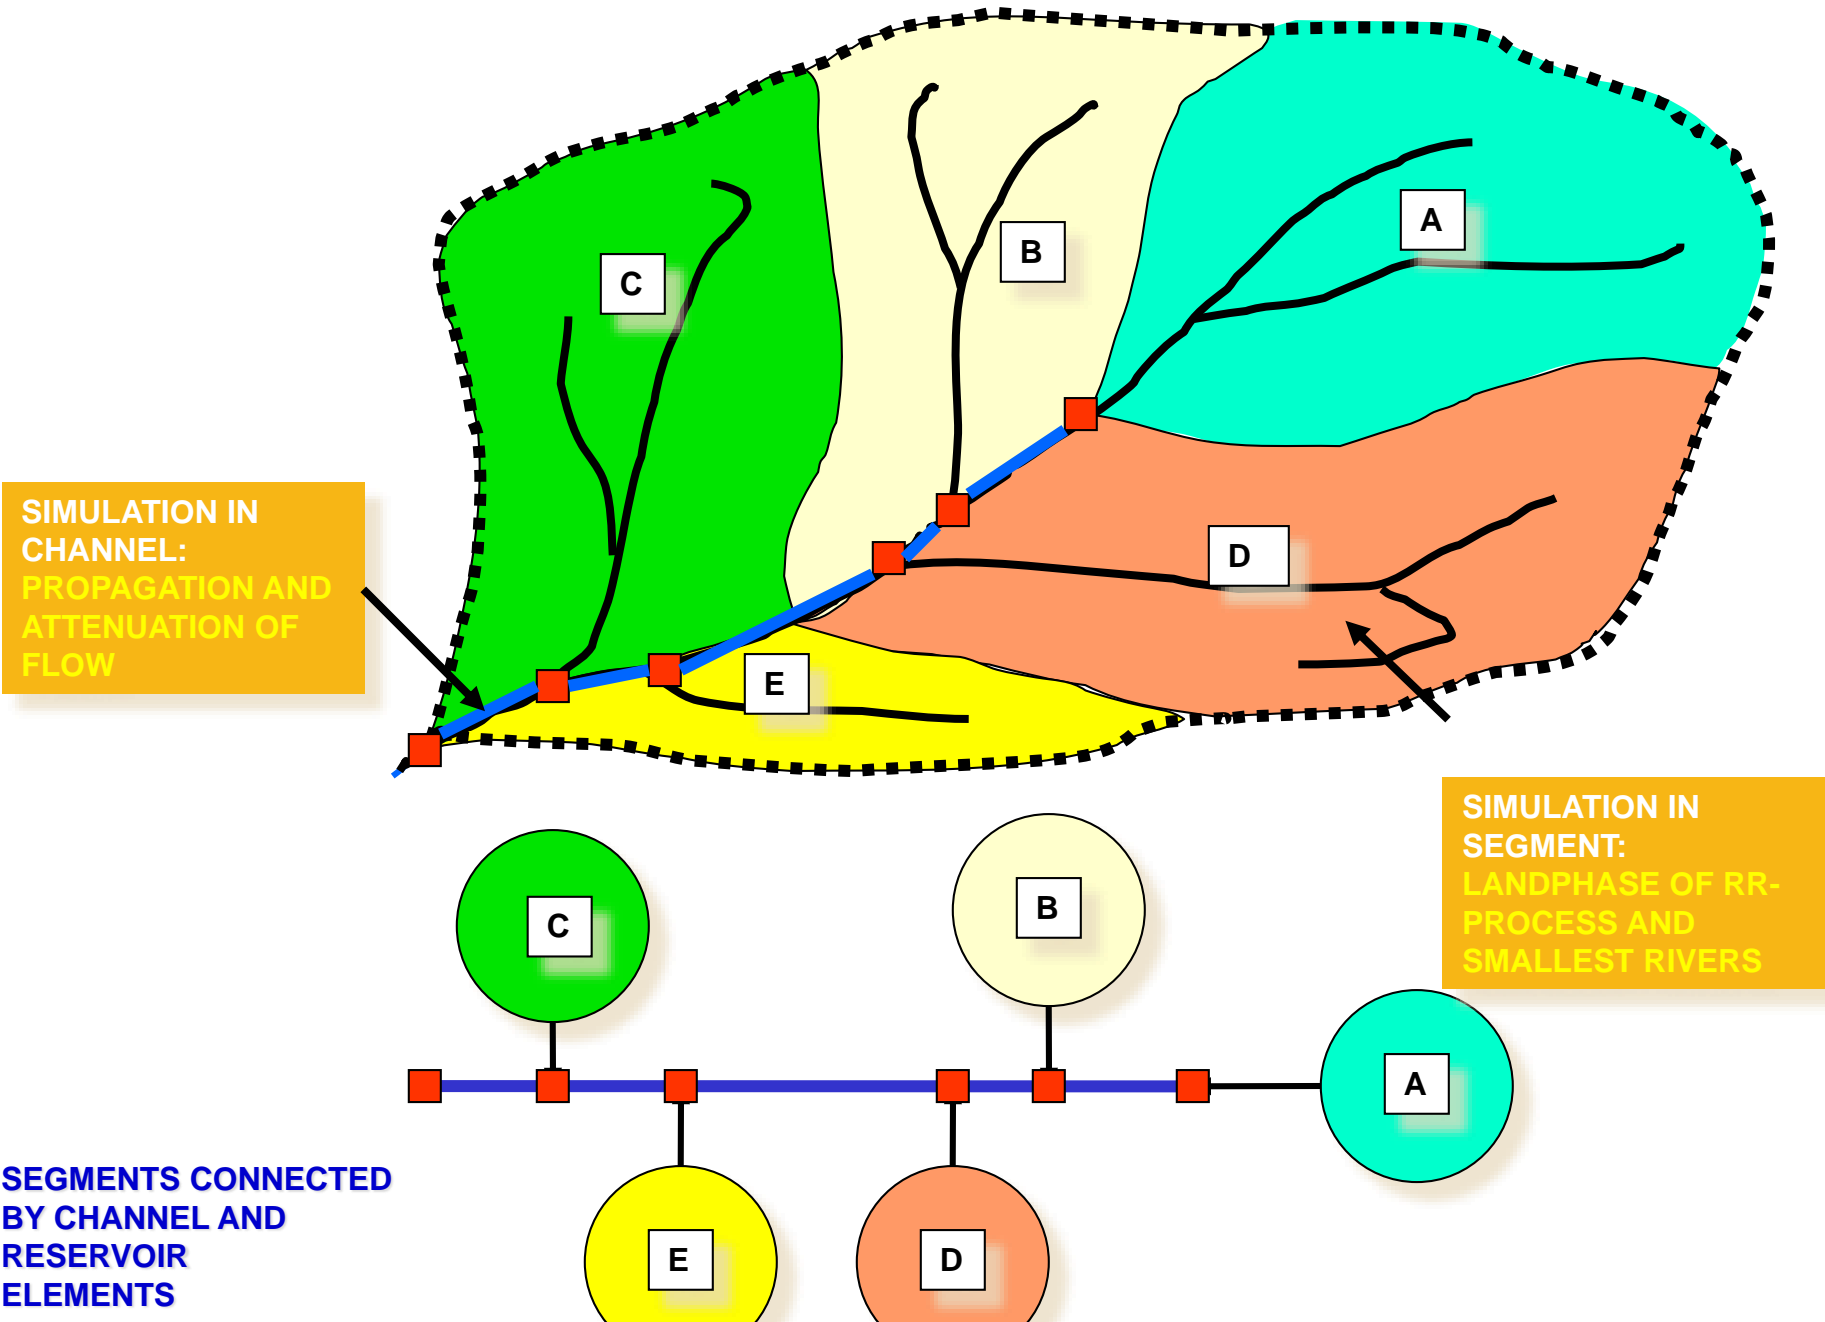 A
B
C
SIMULATION IN
CHANNEL:
PROPAGATION AND
ATTENUATION OF
FLOW
D
E
SIMULATION IN
SEGMENT:
LANDPHASE OF RR-
PROCESS AND
SMALLEST RIVERS
C
B
A
SEGMENTS CONNECTED
BY CHANNEL AND
RESERVOIR
ELEMENTS
E
D